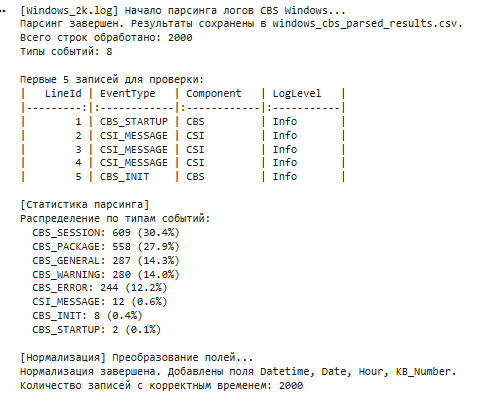 [Windows_2k.log] Начало парсинга логов CBS Windows...
Парсинг завершен. Результаты сохранены в windows_cbs_parsed_results.csv.
Всего строк обработано: 2000
Типы событий: 8
Первые 5 записей для проверки:
|   LineId | EventType   | Component   | LogLevel   |
|---------:|:------------|:------------|:-----------|
|        1 | CBS_STARTUP | CBS         | Info       |
|        2 | CSI_MESSAGE | CSI         | Info       |
|        3 | CSI_MESSAGE | CSI         | Info       |
|        4 | CSI_MESSAGE | CSI         | Info       |
|        5 | CBS_INIT    | CBS         | Info       |
[Статистика парсинга]
Распределение по типам событий:
CBS_SESSION: 609 (30.4%)
CBS_PACKAGE: 558 (27.9%)
CBS_GENERAL: 287 (14.3%)
CBS_WARNING: 280 (14.0%)
CBS_ERROR: 244 (12.2%)
CSI_MESSAGE: 12 (0.6%)
CBS_INIT: 8 (0.4%)
CBS_STARTUP: 2 (0.1%)
[Нормализация] Преобразование полей...
Нормализация завершена. Добавлены поля Datetime, Date, Hour, KB_Number.
Количество записей с корректным временем: 2000